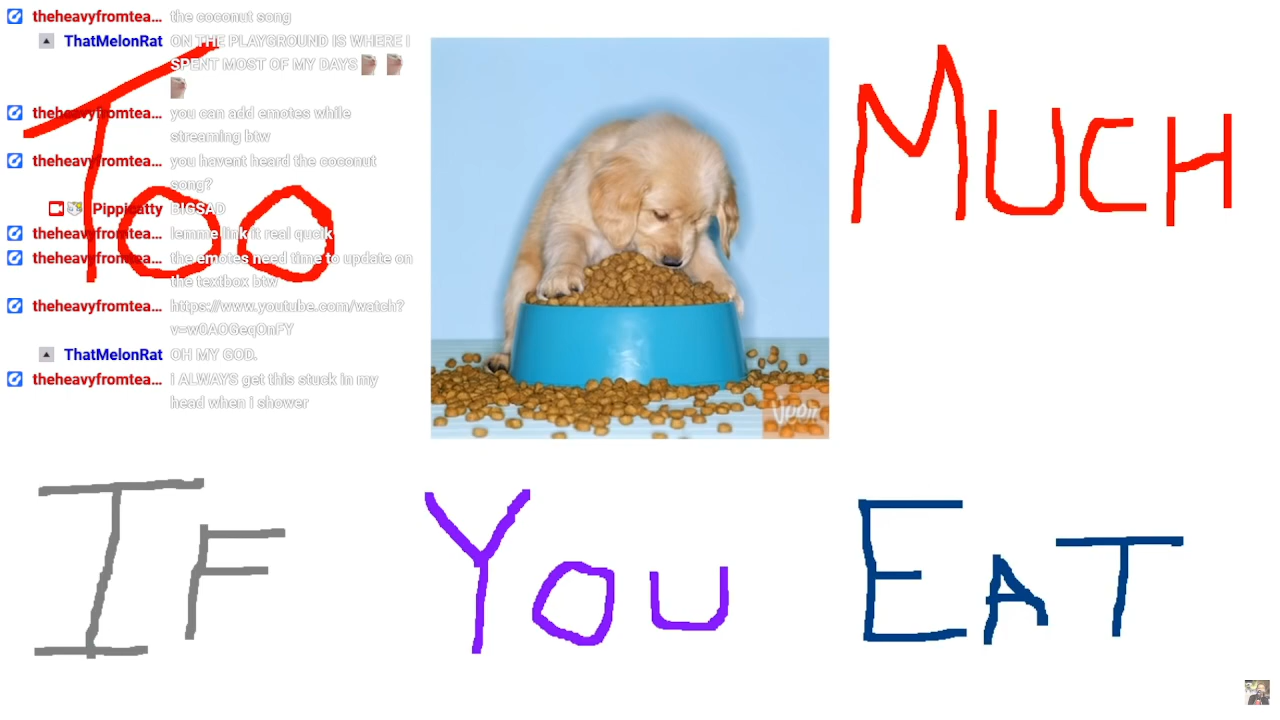 theheavyfromtea... the coconut song
ThatMelonRat ON THE PLAYGROUND IS WHERE I
SPENT MOST OF MY DAYS
theheavyfromtea... you can add emotes while
streaming btw
theheavyfromtea... you havent heard the coconut
song?
Pippicatty BIGSAD
theheavyfromtea... lemme link it real qucik
theheavyfromtea... the emotes need time to update on
the textbox btw
theheavyfromtea... https://www.youtube.com/watch?
v=w0AOGeqOnFY
ThatMelonRat OH MY GOD.
theheavyfromtea... I ALWAYS get this stuck in my
head when i shower
Too
MUCH
IF YOU EAT